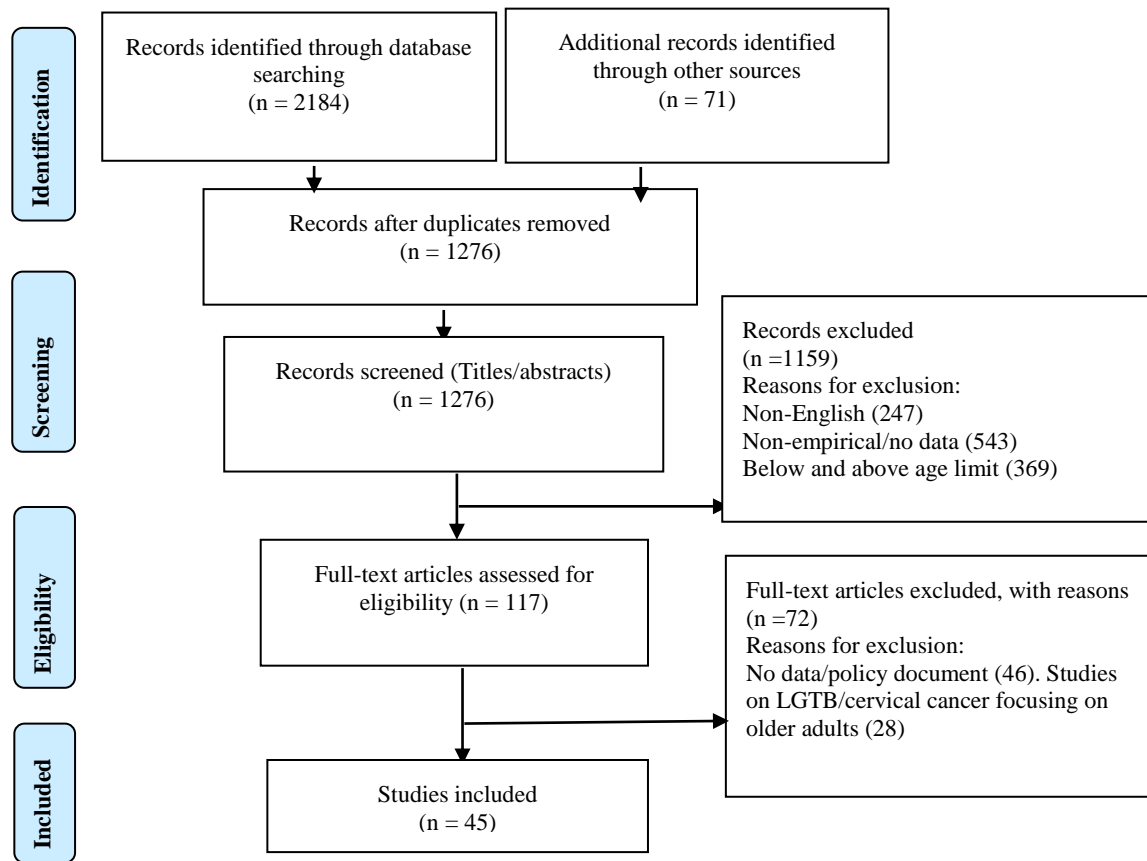 Identification
Records identified through database
searching
(n = 2184)
Additional records identified
through other sources
(n = 71)
Records after duplicates removed
(n = 1276)
Screening
Records screened (Titles/abstracts)
(n = 1276)
Records excluded
(n =1159)
Reasons for exclusion:
Non-English (247)
Non-empirical/no data (543)
Below and above age limit (369)
Eligibility
Full-text articles assessed for
eligibility (n = 117)
Full-text articles excluded, with reasons
(n =72)
Reasons for exclusion:
No data/policy document (46). Studies
on LGTB/cervical cancer focusing on
older adults (28)
Included
Studies included
(n = 45)